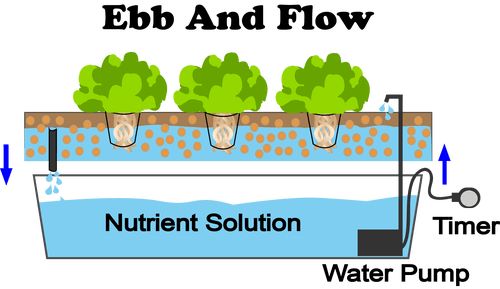 Ebb And Flow
Nutrient Solution
Timer
Water Pump